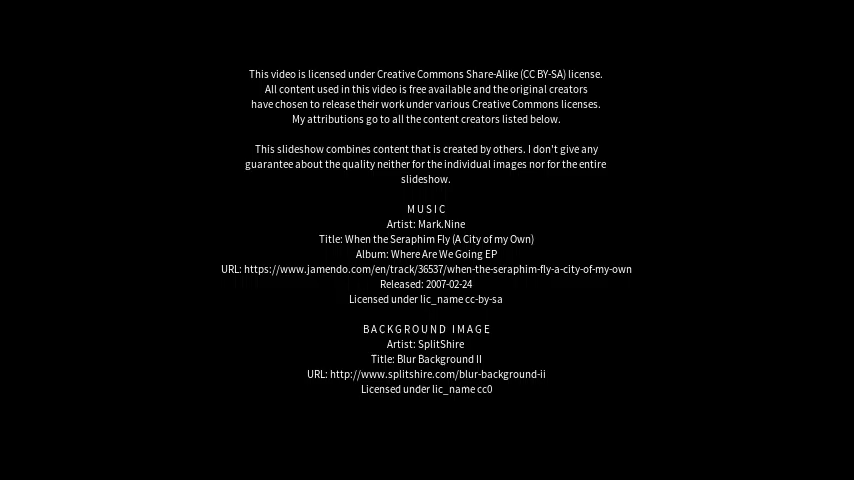 This video is licensed under Creative Commons Share-Alike (CC BY-SA) license.
All content used in this video is free available and the original creators
have chosen to release their work under various Creative Commons licenses.
My attributions go to all the content creators listed below.
This slideshow combines content that is created by others. I don't give any
guarantee about the quality neither for the individual images nor for the entire
slideshow.
MUSIC
Artist: Mark.Nine
Title: When the Seraphim Fly (A City of my Own)
Album: Where Are We Going EP
URL: https://www.jamendo.com/en/track/36537/when-the-seraphim-fly-a-city-of-my-own
Released: 2007-02-24
Licensed under lic_name cc-by-sa
BACKGROUND IMAGE
Artist: SplitShire
Title: Blur Background II
URL: http://www.splitshire.com/blur-background-ii
Licensed under lic_name cc0